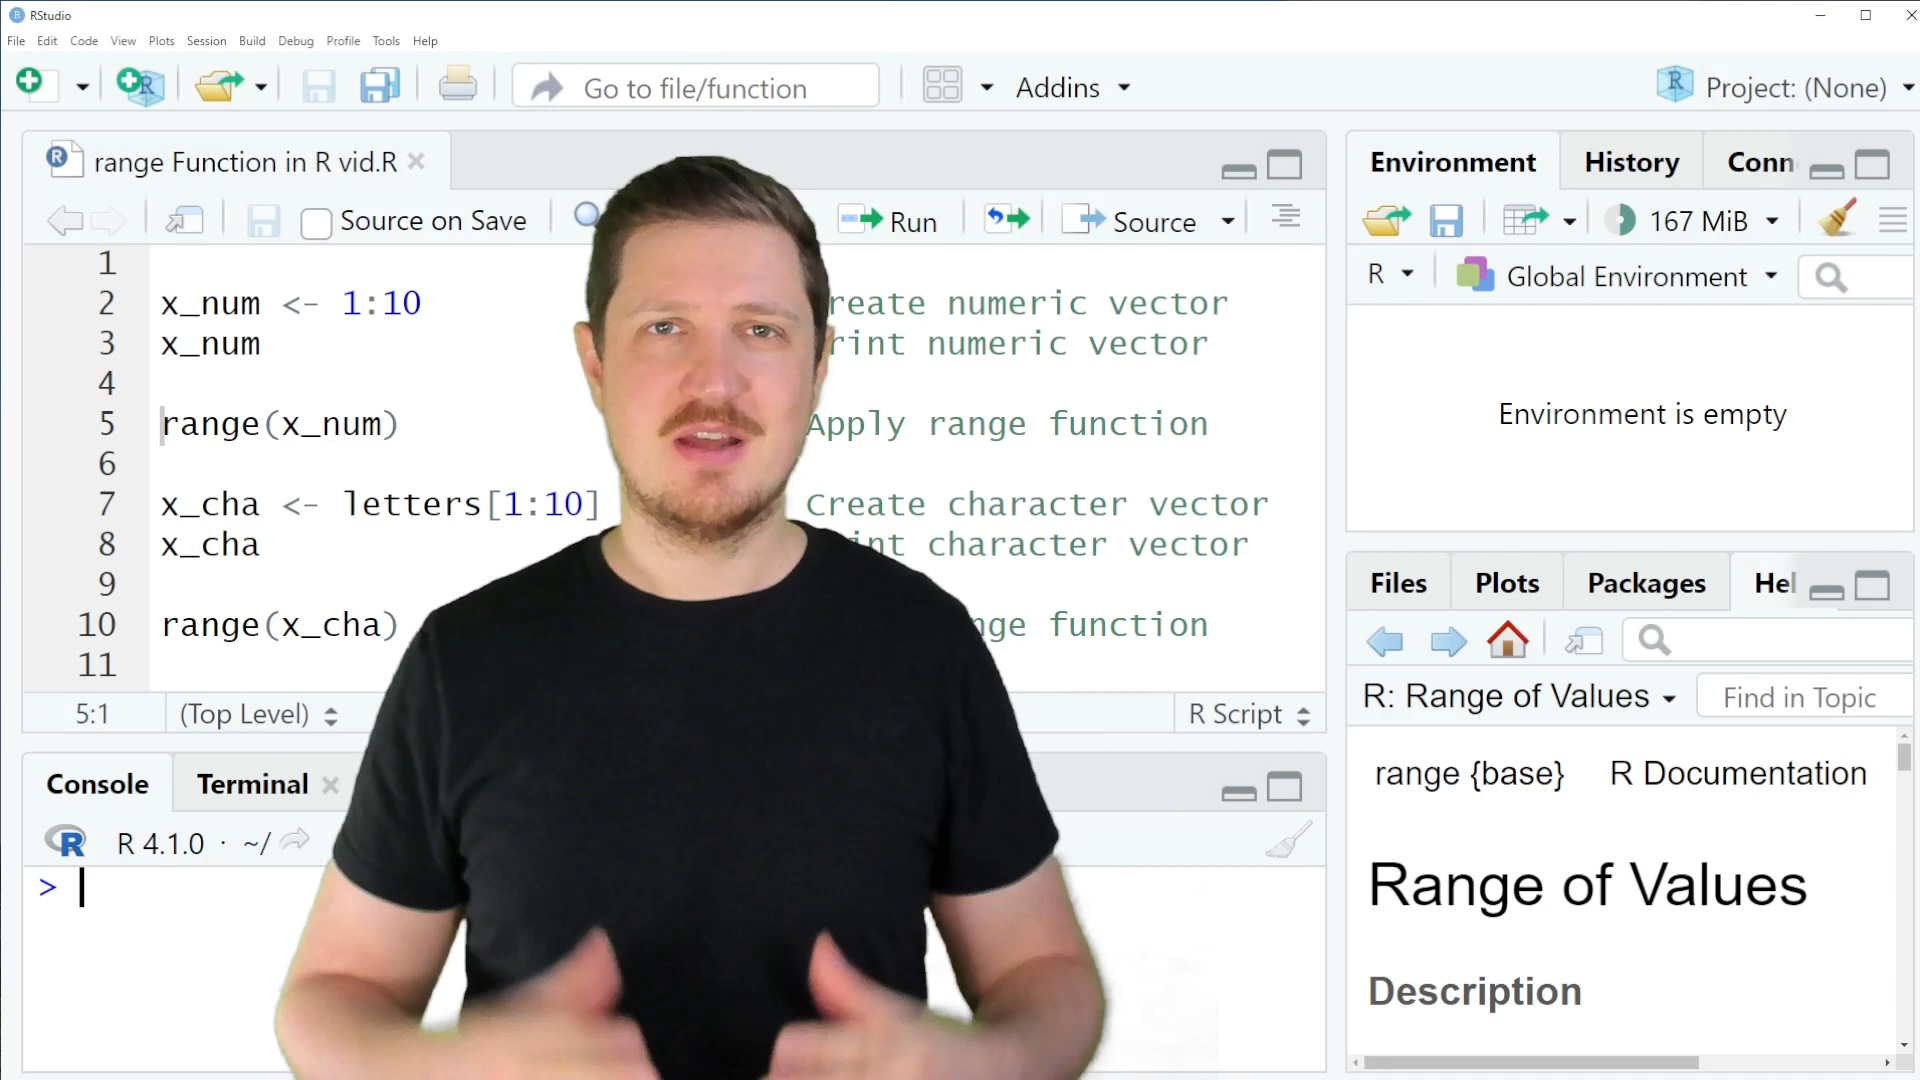 RStudio
File Edit Code View Plots Session Build Debug Profile Tools Help
Go to file/function
Addins
Project: (None)
range Function in R vid.R
Source on Save
Run
Source
1
2 x_num <- 1:10 reate numeric vector
3 x_num rint numeric vector
4
5 range(x_num) Apply range function
6
7 x_cha <- letters[1:10] Create character vector
8 x_cha int character vector
9
10 range(x_cha) nge function
11
5:1 (Top Level) R Script
Console Terminal
R 4.1.0 · ~/
>
Environment History Conn
167 MiB
R Global Environment
Environment is empty
Files Plots Packages Hel
R: Range of Values Find in Topic
range {base} R Documentation
Range of Values
Description